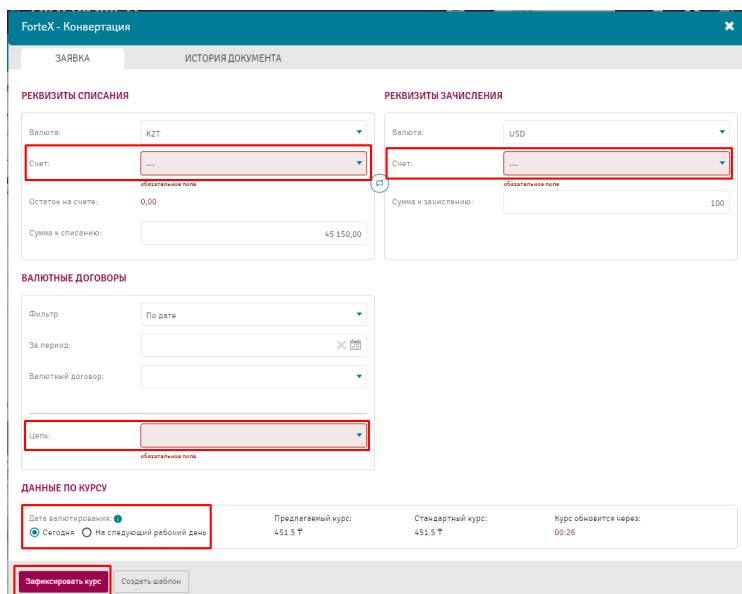 ForteX - Конвертация
ЗАЯВКА
ИСТОРИЯ ДОКУМЕНТА
РЕКВИЗИТЫ СПИСАНИЯ
Валюта:
KZT
Счет:
---
обязательное поле
Остаток на счете:
0,00
Сумма к списанию:
45 150,00
РЕКВИЗИТЫ ЗАЧИСЛЕНИЯ
Валюта:
USD
Счет:
---
обязательное поле
Сумма к зачислению:
100
ВАЛЮТНЫЕ ДОГОВОРЫ
Фильтр
По дате
За период:
Валютный договор:
Цель:
обязательное поле
ДАННЫЕ ПО КУРСУ
Дата валютирования:
Сегодня
На следующий рабочий день
Предлагаемый курс:
451.5 ₸
Стандартный курс:
451.5 ₸
Курс обновится через:
00:26
Зафиксировать курс
Создать шаблон